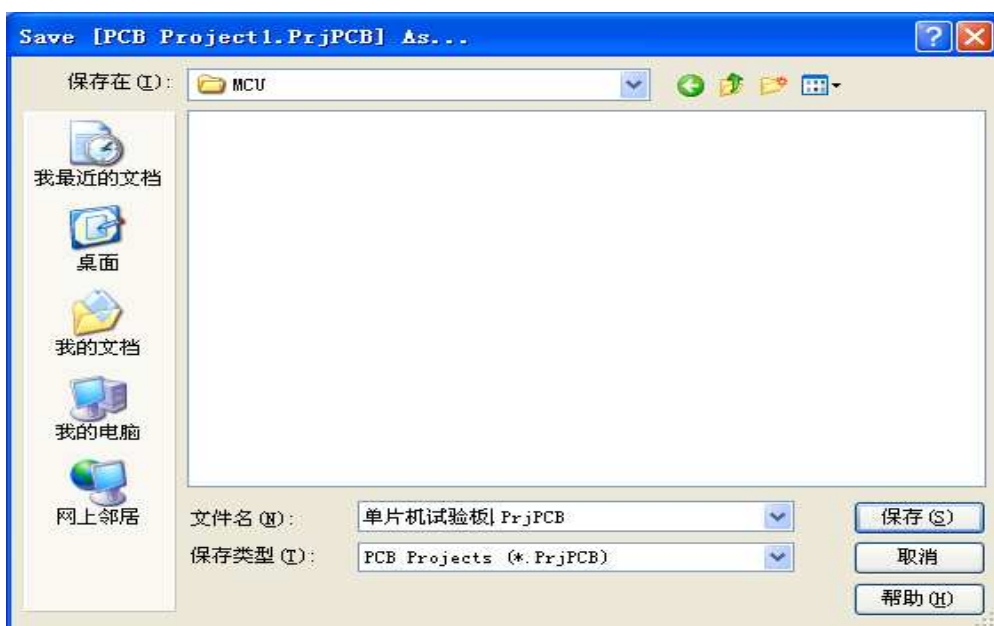 Save [PCB Project1.PrjPCB] As...
保存在(I):
MCU
我最近的文档
桌面
我的文档
我的电脑
网上邻居
文件名(N):
单片机试验板.PrjPCB
保存(S)
保存类型(T):
PCB Projects (*.PrjPCB)
取消
帮助(H)